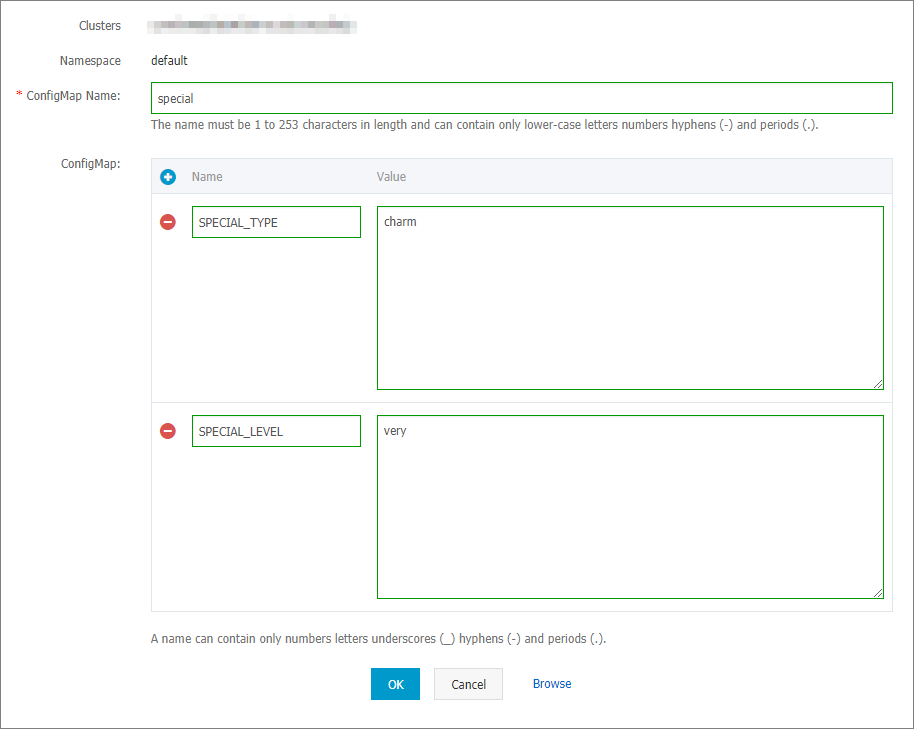 Clusters
Namespace default
* ConfigMap Name: special
The name must be 1 to 253 characters in length and can contain only lower-case letters numbers hyphens (-) and periods (.).
ConfigMap:
Name Value
SPECIAL_TYPE charm
SPECIAL_LEVEL very
A name can contain only numbers letters underscores (_) hyphens (-) and periods (.).
OK Cancel Browse